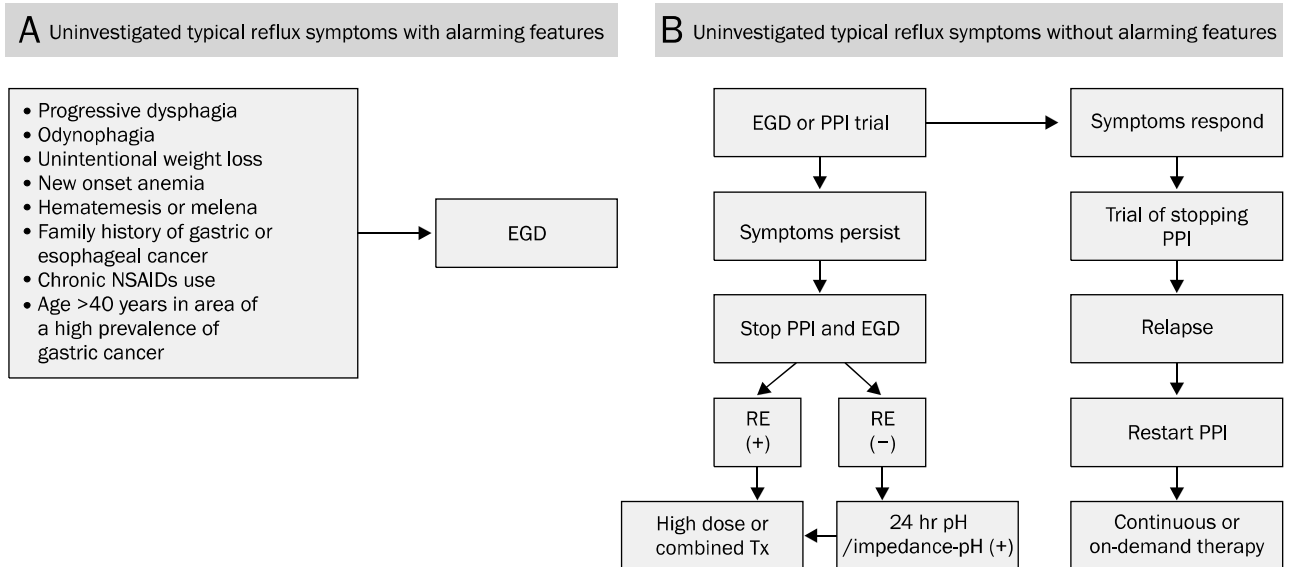 A Uninvestigated typical reflux symptoms with alarming features
• Progressive dysphagia
• Odynophagia
• Unintentional weight loss
• New onset anemia
• Hematemesis or melena
• Family history of gastric or
esophageal cancer
• Chronic NSAIDs use
• Age >40 years in area of
a high prevalence of
gastric cancer
EGD
B Uninvestigated typical reflux symptoms without alarming features
EGD or PPI trial
Symptoms persist
Stop PPI and EGD
RE
(+)
RE
(−)
High dose or
combined Tx
24 hr pH
/impedance-pH (+)
Symptoms respond
Trial of stopping
PPI
Relapse
Restart PPI
Continuous or
on-demand therapy